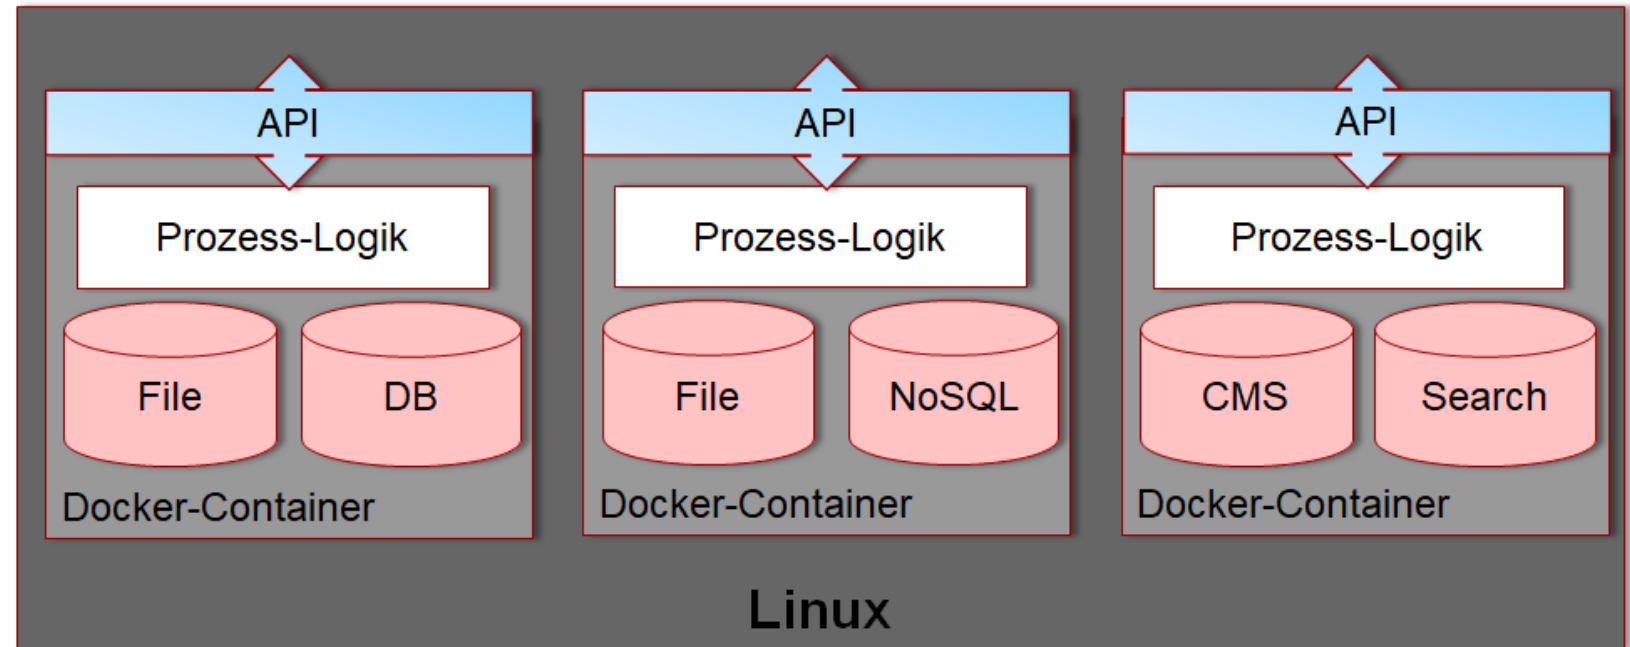 API
API
API
Prozess-Logik
Prozess-Logik
Prozess-Logik
File
DB
File
NoSQL
CMS
Search
Docker-Container
Docker-Container
Docker-Container
Linux